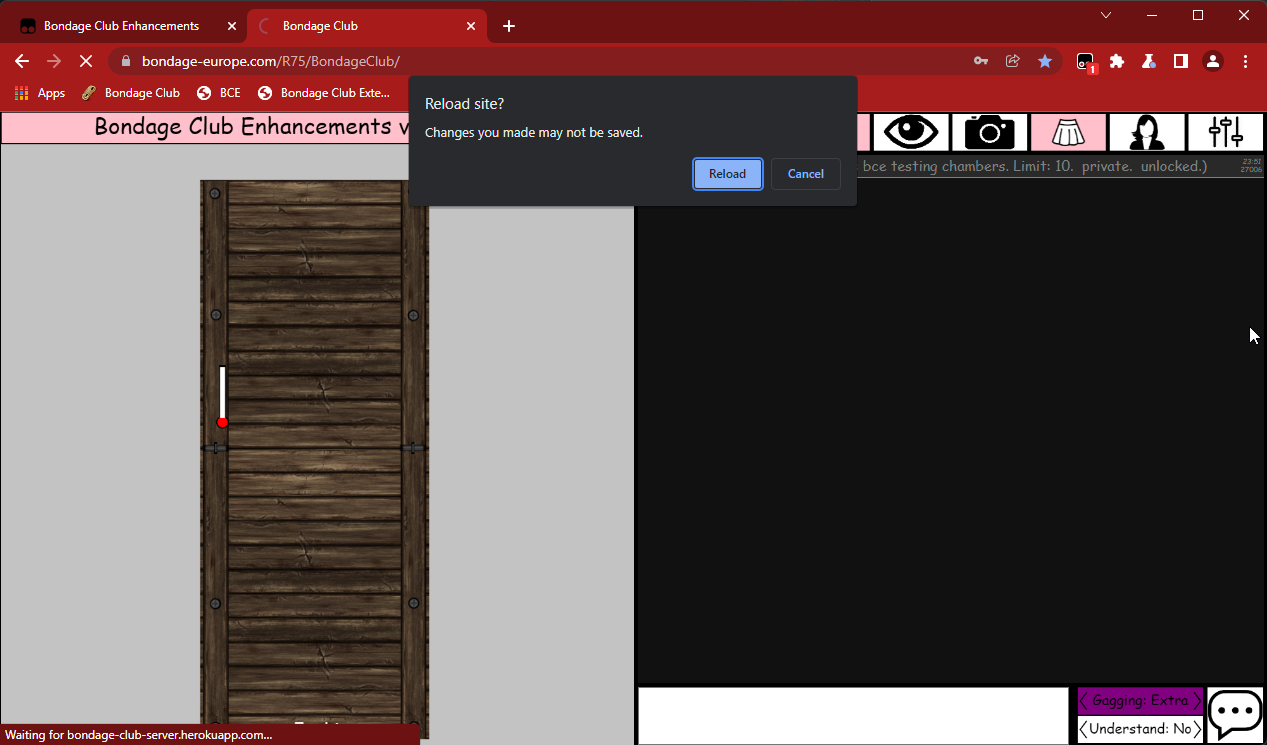 Bondage Club Enhancements
Bondage Club
bondage-europe.com/R75/BondageClub/
1
Apps
Bondage Club
BCE
Bondage Club Exte...
Reload site?
Changes you made may not be saved.
Reload
Cancel
Bondage Club Enhancements v
bce testing chambers. Limit: 10. private. unlocked.)
23:51
27006
Gagging: Extra
Understand: No
Waiting for bondage-club-server.herokuapp.com...